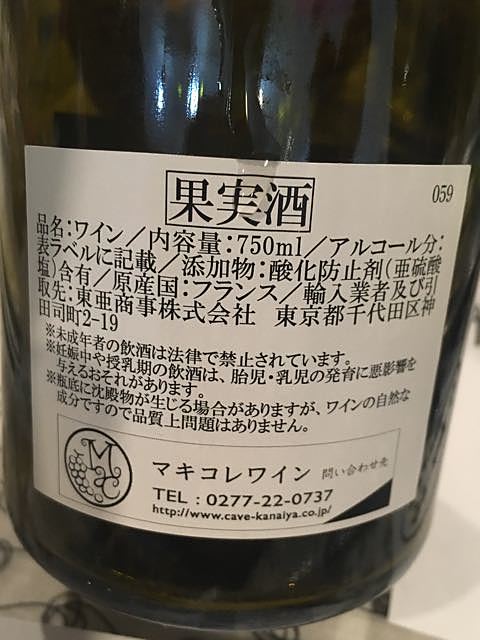 果実酒
059
品名:ワイン/内容量:750ml/アルコール分:
表ラベルに記載/添加物:酸化防止剤(亜硫酸
塩)含有/原産国:フランス/輸入業者及び引
取先:東亜商事株式会社 東京都千代田区神
田司町2-19
※未成年者の飲酒は法律で禁止されています。
※妊娠中や授乳期の飲酒は、胎児・乳児の発育に悪影響を
与えるおそれがあります。
※瓶底に沈殿物が生じる場合がありますが、ワインの自然な
成分ですので品質上問題はありません。
マキコレワイン 問い合わせ先
TEL : 0277-22-0737
http://www.cave-kanaiya.co.jp/